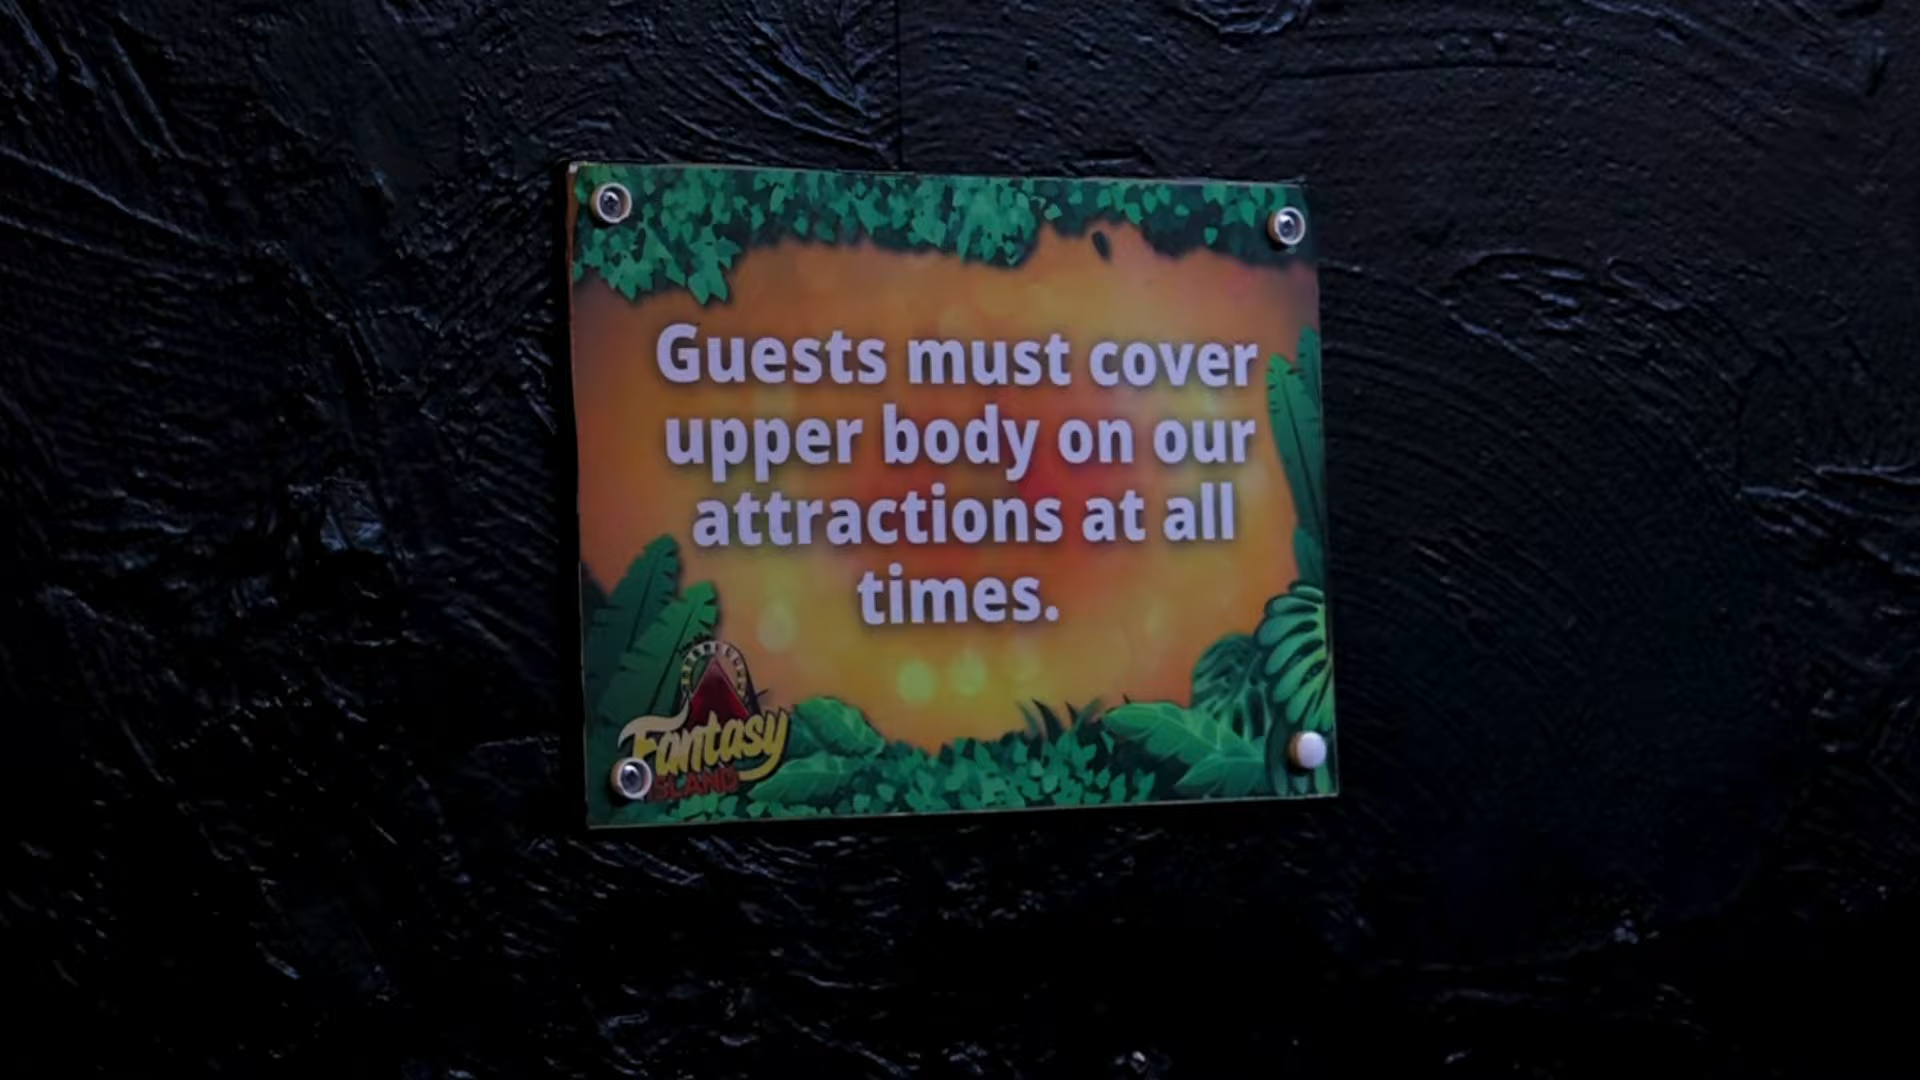 Guests must cover
upper body on our
attractions at all
times.
Fantasy
ISLAND